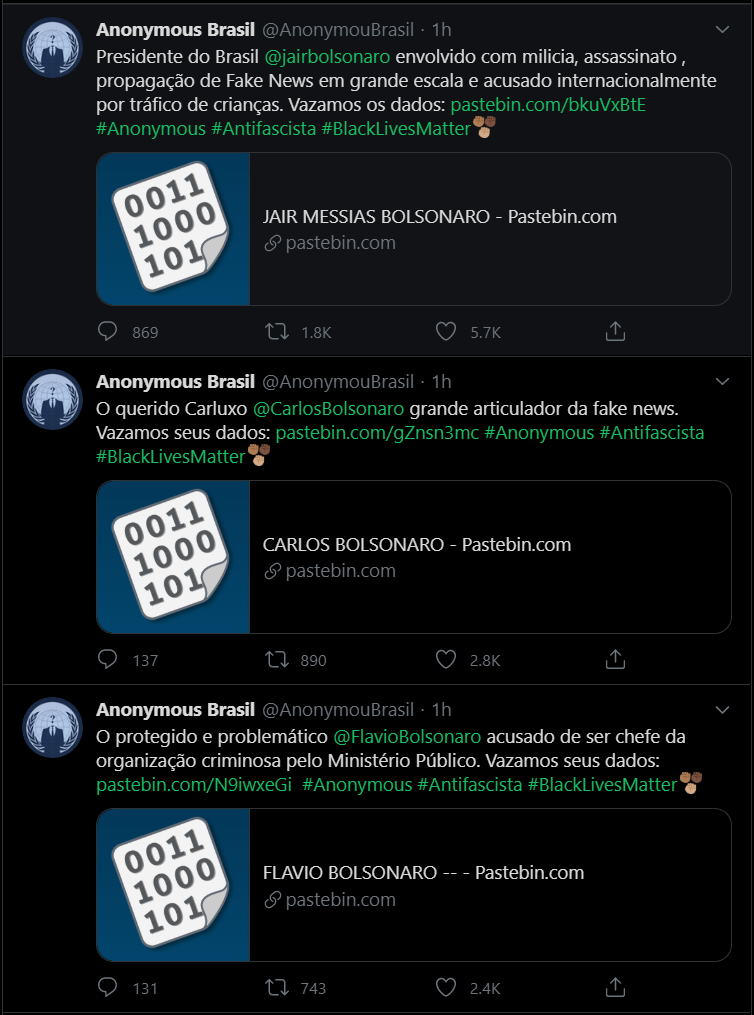 Anonymous Brasil @AnonymouBrasil · 1h
Presidente do Brasil @jairbolsonaro envolvido com milicia, assassinato ,
propagação de Fake News em grande escala e acusado internacionalmente
por tráfico de crianças. Vazamos os dados: pastebin.com/bkuVxBtE
#Anonymous #Antifascista #BlackLivesMatter
0011
1000
101
JAIR MESSIAS BOLSONARO - Pastebin.com
pastebin.com
869 1.8K 5.7K
Anonymous Brasil @AnonymouBrasil · 1h
O querido Carluxo @CarlosBolsonaro grande articulador da fake news.
Vazamos seus dados: pastebin.com/gZnsn3mc #Anonymous #Antifascista
#BlackLivesMatter
0011
1000
101
CARLOS BOLSONARO - Pastebin.com
pastebin.com
137 890 2.8K
Anonymous Brasil @AnonymouBrasil · 1h
O protegido e problemático @FlavioBolsonaro acusado de ser chefe da
organização criminosa pelo Ministério Público. Vazamos seus dados:
pastebin.com/N9iwxeGi #Anonymous #Antifascista #BlackLivesMatter
0011
1000
101
FLAVIO BOLSONARO -- - Pastebin.com
pastebin.com
131 743 2.4K